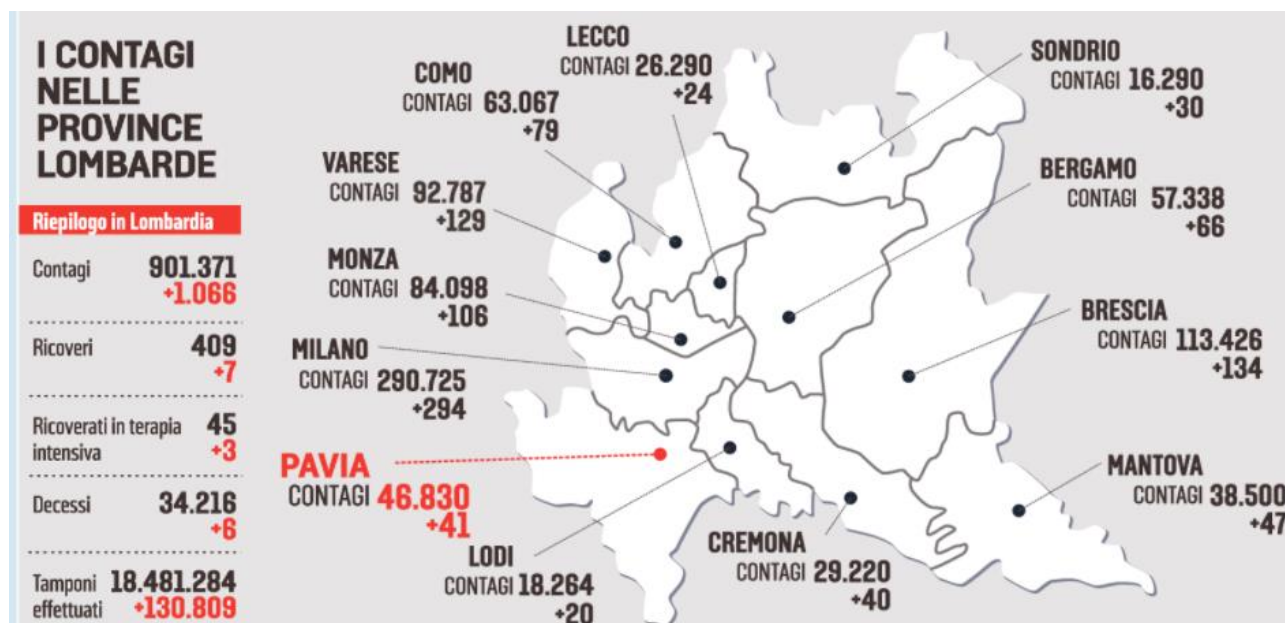 I CONTAGI
NELLE
PROVINCE
LOMBARDE
Riepilogo in Lombardia
Contagi 901.371
+1.066
Ricoveri 409
+7
Ricoverati in terapia
intensiva
45
+3
Decessi 34.216
+6
Tamponi
effettuati
18.481.284
+130.809
LECCO
CONTAGI 26.290
+24
COMO
CONTAGI 63.067
+79
VARESE
CONTAGI 92.787
+129
MONZA
CONTAGI 84.098
+106
MILANO
CONTAGI 290.725
+294
PAVIA
CONTAGI 46.830
+41
LODI
CONTAGI 18.264
+20
CREMONA
CONTAGI 29.220
+40
SONDRIO
CONTAGI 16.290
+30
BERGAMO
CONTAGI 57.338
+66
BRESCIA
CONTAGI 113.426
+134
MANTOVA
CONTAGI 38.500
+47